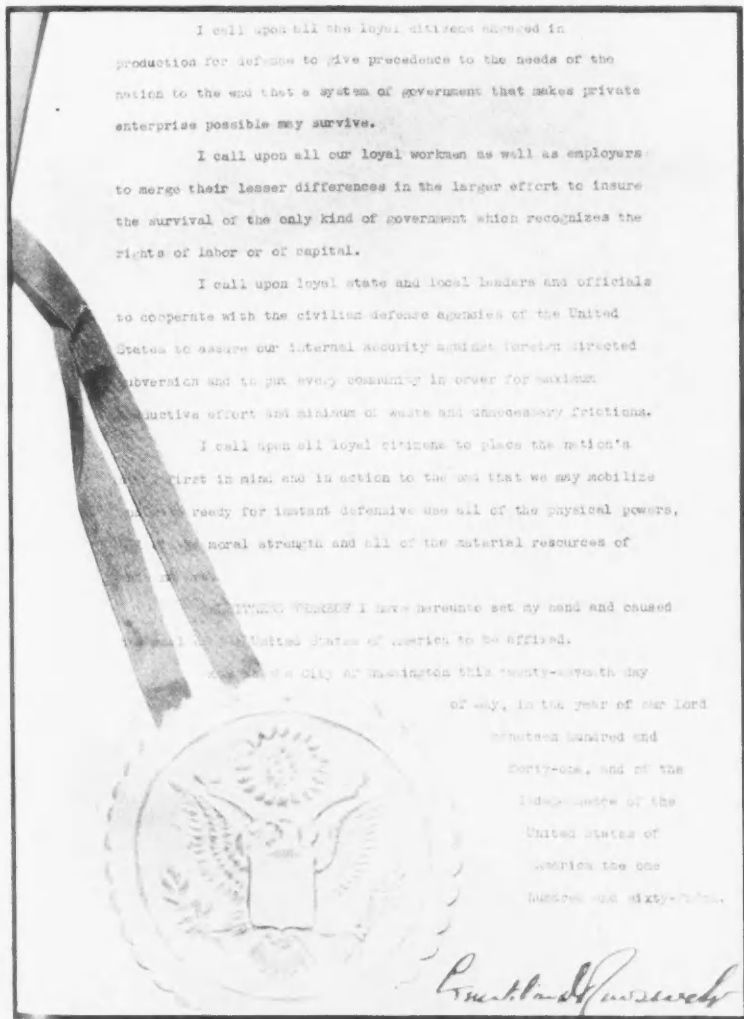 I call upon all the loyal citizens engaged in
production for defense to give precedence to the needs of the
nation to the end that a system of government that makes private
enterprise possible may survive.
I call upon all our loyal workmen as well as employers
to merge their lesser differences in the larger effort to insure
the survival of the only kind of government which recognizes the
rights of labor or of capital.
I call upon loyal state and local leaders and officials
to cooperate with the civilian defense agencies of the United
States to assure our internal security against foreign directed
subversion and to put every community in order for maximum
productive effort and minimum of waste and unnecessary frictions.
I call upon all loyal citizens to place the nation's
first in mind and in action to the end that we may mobilize
ready for instant defensive use all of the physical powers,
moral strength and all of the material resources of
WITNESS WHEREOF I have hereunto set my hand and caused
United States of America to be affixed.
City of Washington this twenty-seventh day
of May, in the year of our Lord
nineteen hundred and
forty-one, and of the
Independence of the
United States of
America the one
hundred and sixty-fifth.
Franklin D Roosevelt